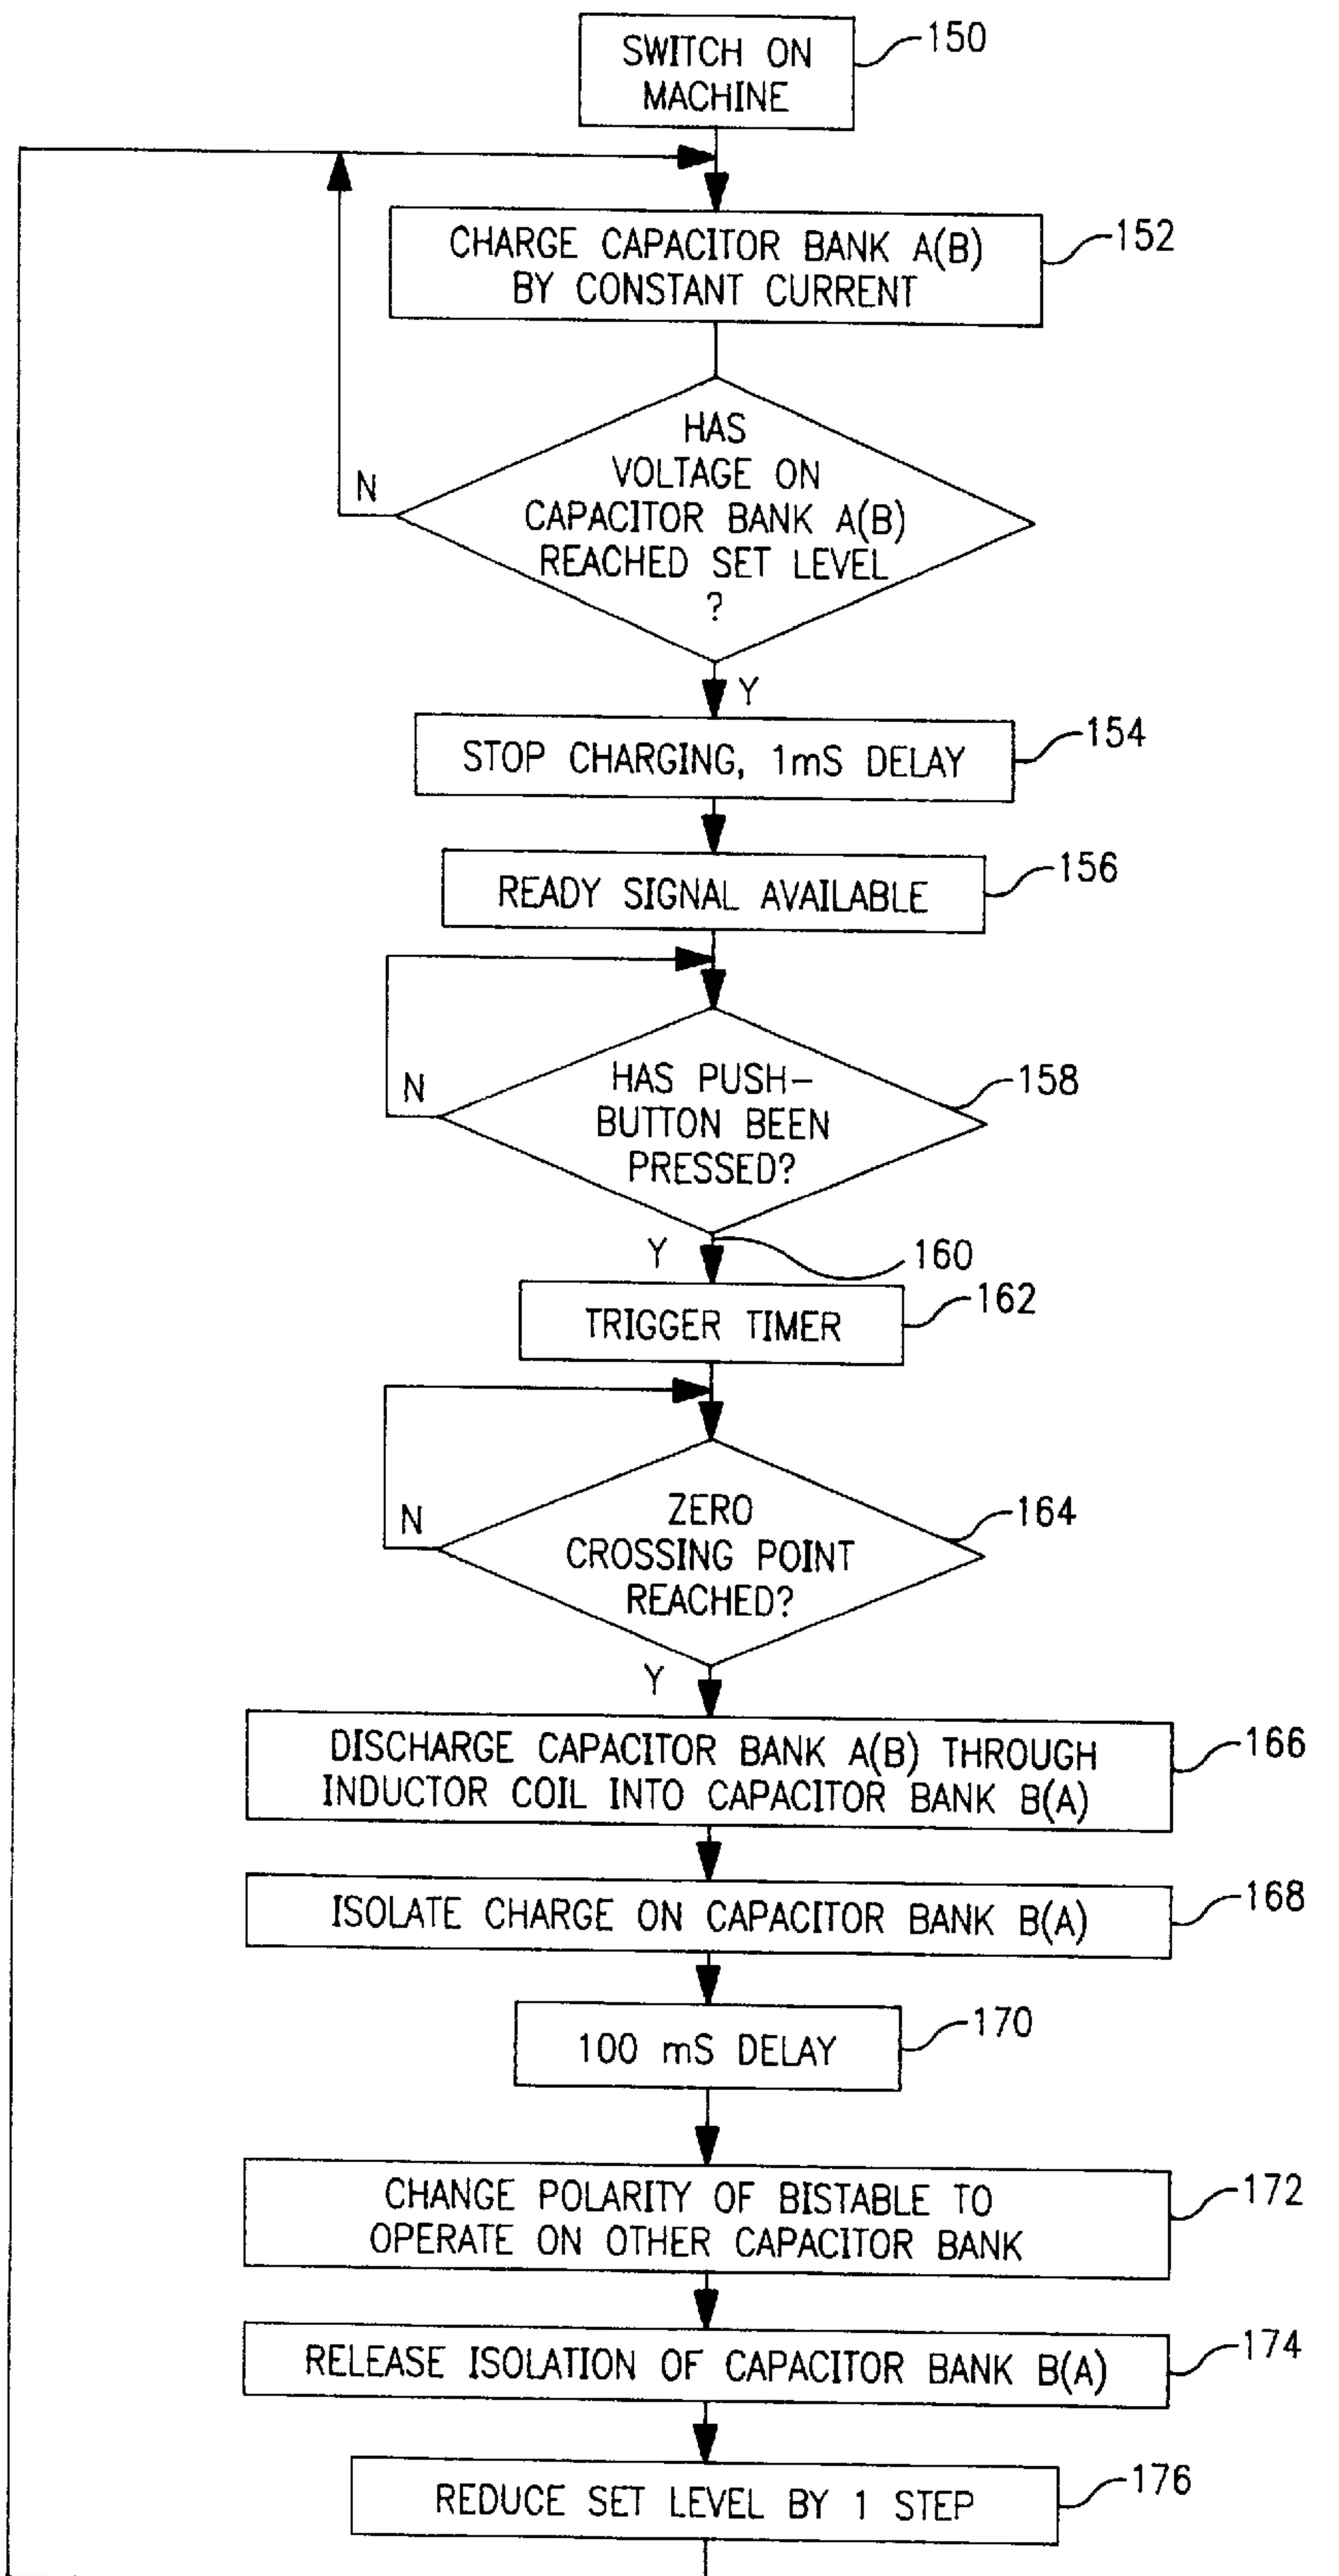 SWITCH ON
MACHINE
150
CHARGE CAPACITOR BANK A(B)
BY CONSTANT CURRENT
152
HAS
VOLTAGE ON
CAPACITOR BANK A(B)
REACHED SET LEVEL
?
N
Y
STOP CHARGING, 1mS DELAY
154
READY SIGNAL AVAILABLE
156
HAS PUSH-
BUTTON BEEN
PRESSED?
158
N
Y
160
TRIGGER TIMER
162
ZERO
CROSSING POINT
REACHED?
164
N
Y
DISCHARGE CAPACITOR BANK A(B) THROUGH
INDUCTOR COIL INTO CAPACITOR BANK B(A)
166
ISOLATE CHARGE ON CAPACITOR BANK B(A)
168
100 mS DELAY
170
CHANGE POLARITY OF BISTABLE TO
OPERATE ON OTHER CAPACITOR BANK
172
RELEASE ISOLATION OF CAPACITOR BANK B(A)
174
REDUCE SET LEVEL BY 1 STEP
176